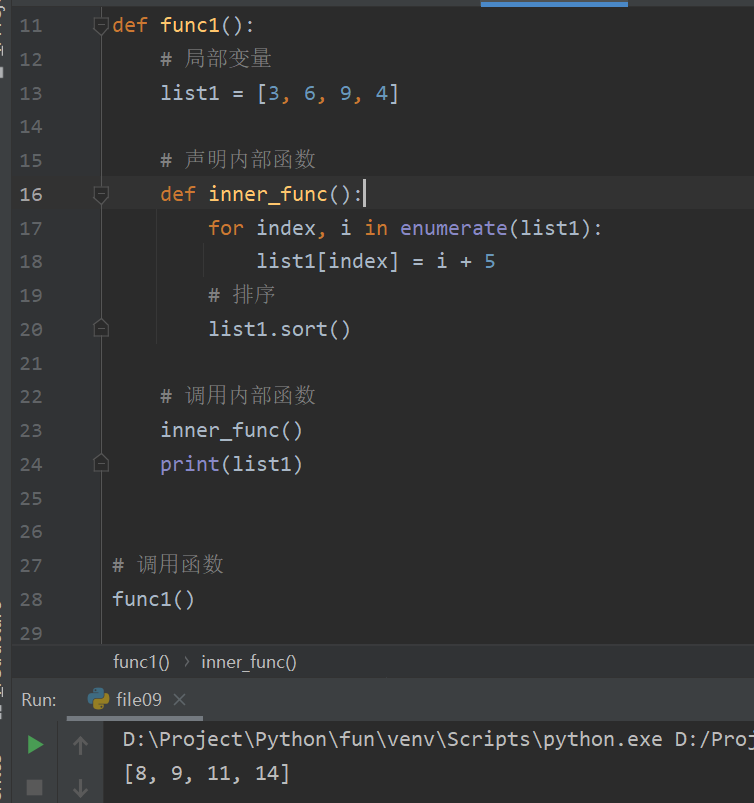 11 def func1():
12     # 局部变量
13     list1 = [3, 6, 9, 4]
14
15     # 声明内部函数
16     def inner_func():
17         for index, i in enumerate(list1):
18             list1[index] = i + 5
19         # 排序
20         list1.sort()
21
22     # 调用内部函数
23     inner_func()
24     print(list1)
25
26
27 # 调用函数
28 func1()
29
func1() › inner_func()
Run: file09 ×
D:\Project\Python\fun\venv\Scripts\python.exe D:/Proj
[8, 9, 11, 14]